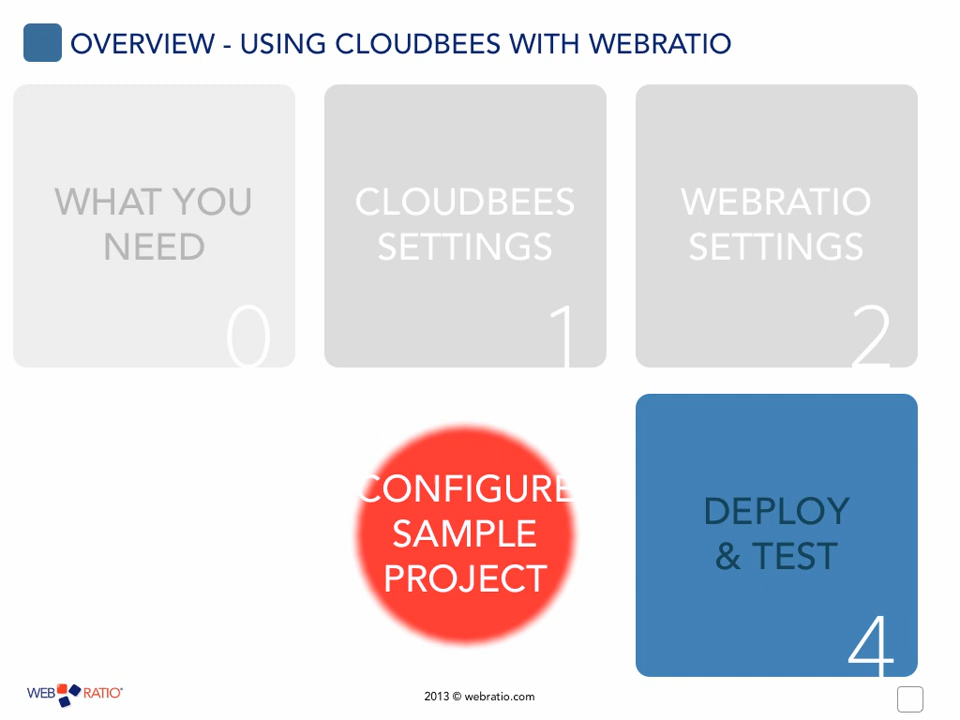 OVERVIEW - USING CLOUDBEES WITH WEBRATIO
WHAT YOU
NEED
0
CLOUDBEES
SETTINGS
1
WEBRATIO
SETTINGS
2
CONFIGURE
SAMPLE
PROJECT
DEPLOY
& TEST
4
WEB RATIO
2013 © webratio.com